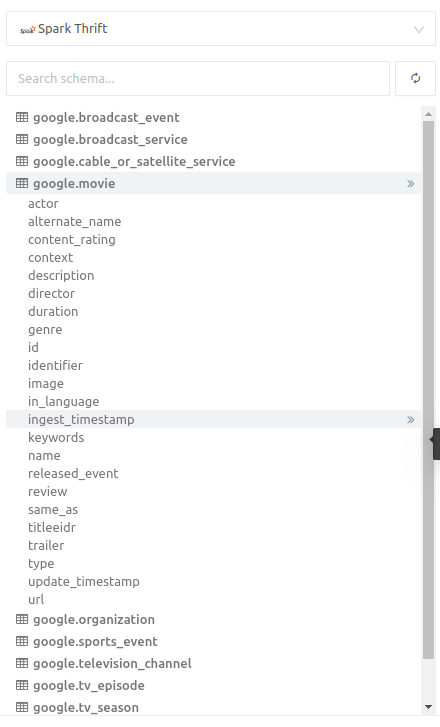 Spark Thrift
Search schema...
google.broadcast_event
google.broadcast_service
google.cable_or_satellite_service
google.movie
actor
alternate_name
content_rating
context
description
director
duration
genre
id
identifier
image
in_language
ingest_timestamp
keywords
name
released_event
review
same_as
titleeidr
trailer
type
update_timestamp
url
google.organization
google.sports_event
google.television_channel
google.tv_episode
google.tv_season